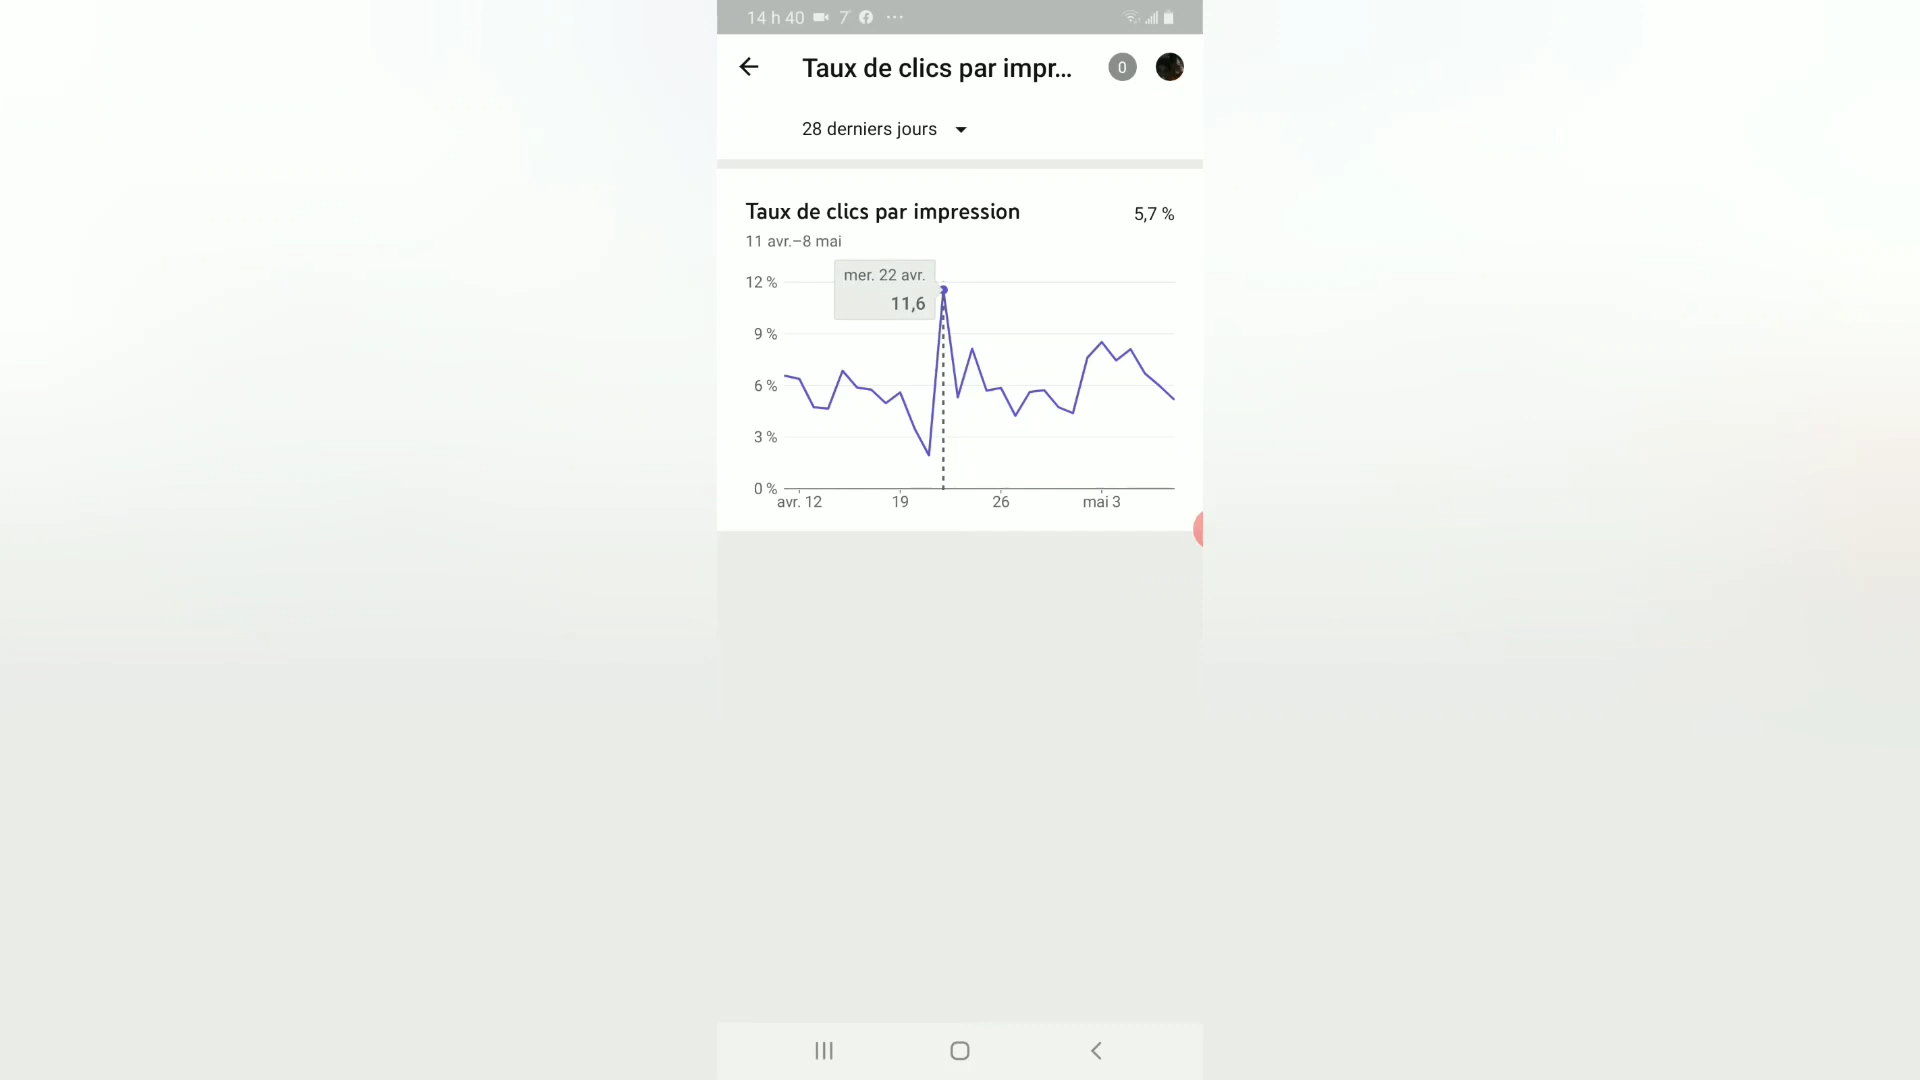 14 h 40
Taux de clics par impr...
0
28 derniers jours
Taux de clics par impression
5,7 %
11 avr.–8 mai
mer. 22 avr.
11,6
12 %
9 %
6 %
3 %
0 %
avr. 12
19
26
mai 3